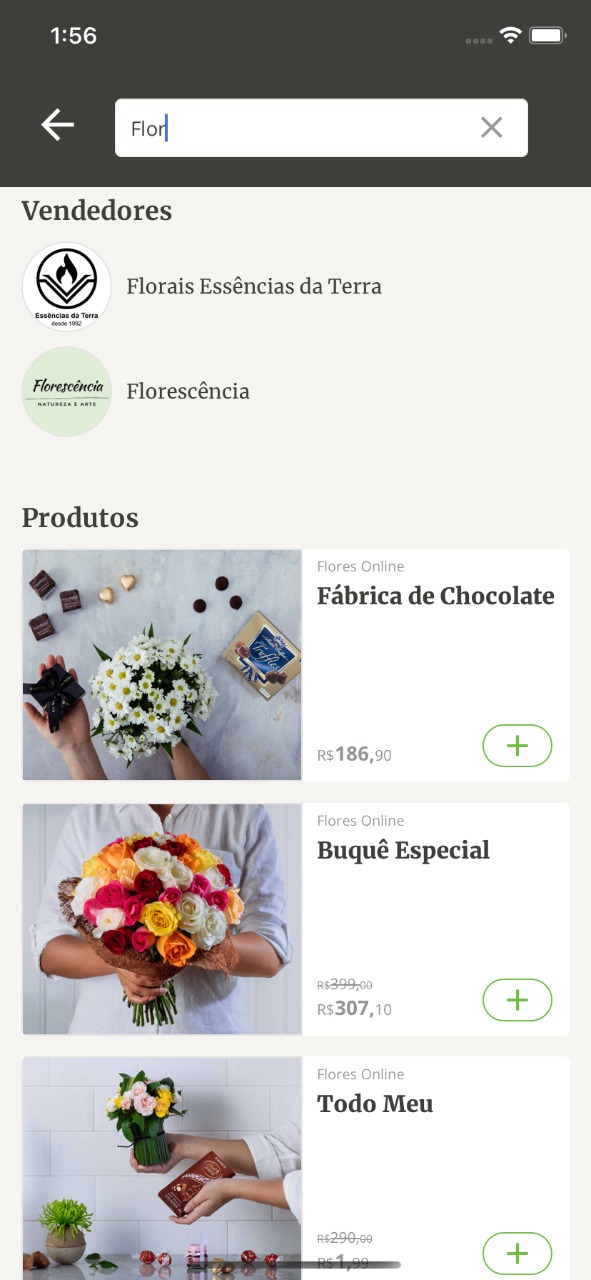 1:56
Flor
Vendedores
Essências da Terra
desde 1992
Florais Essências da Terra
Florescência
NATUREZA E ARTE
Florescência
Produtos
Flores Online
Fábrica de Chocolate
Truffles
R$186,90
Flores Online
Buquê Especial
R$399,00
R$307,10
Flores Online
Todo Meu
R$290,00
R$1,99